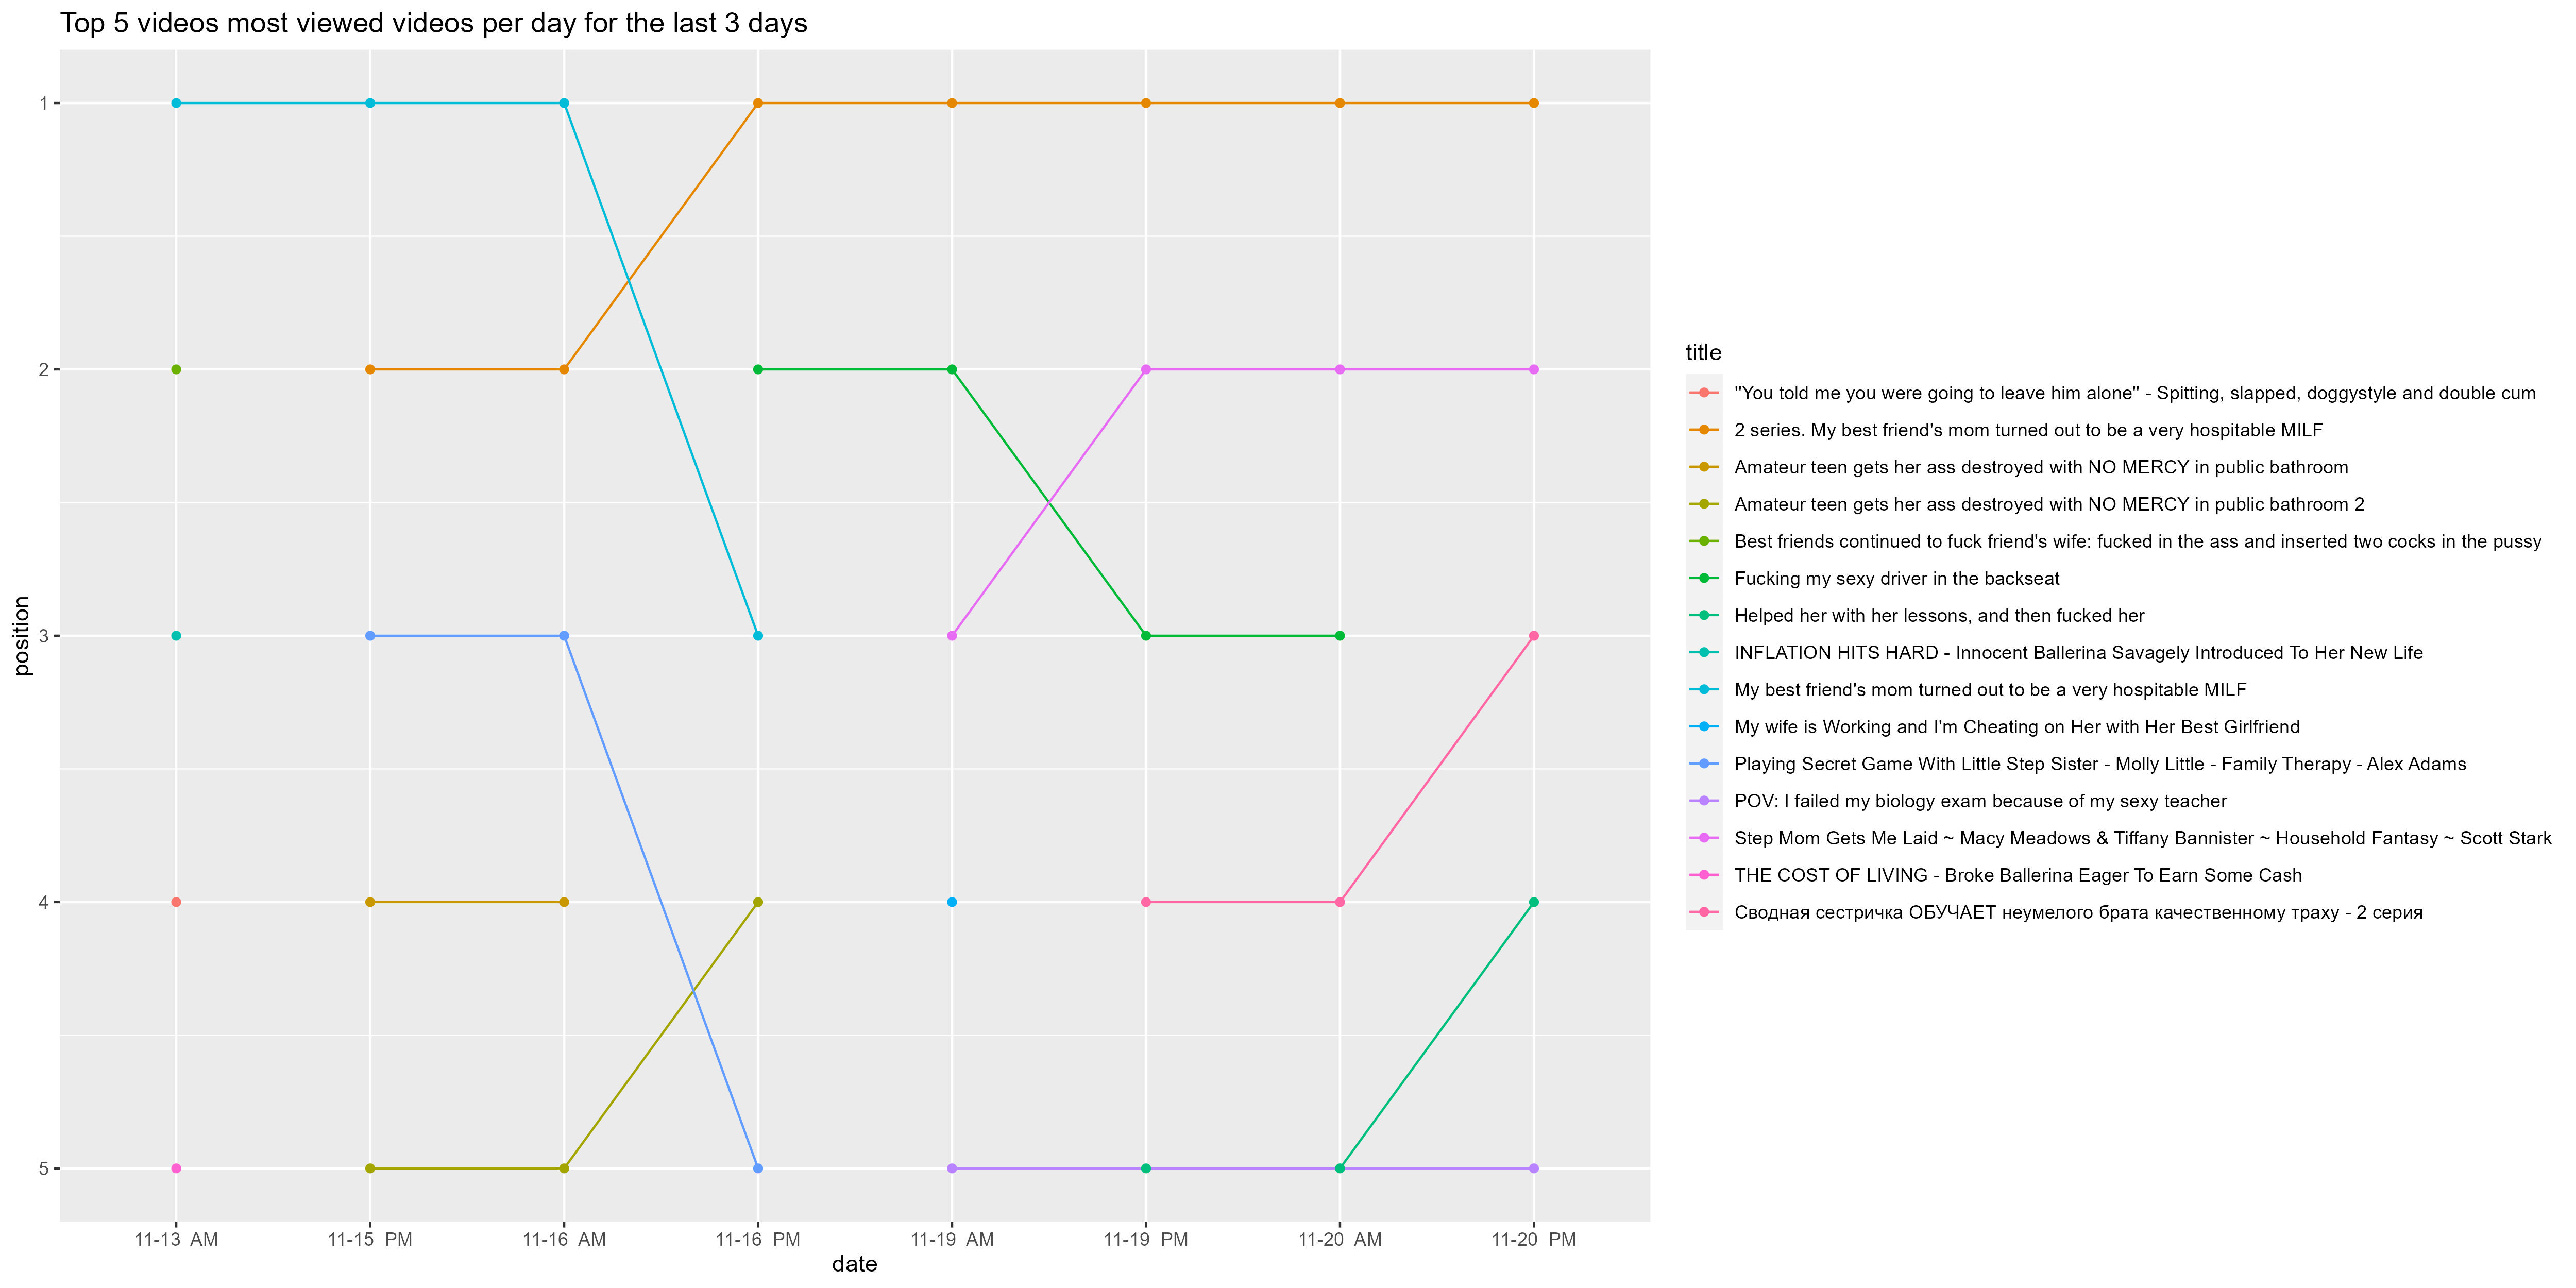 Top 5 videos most viewed videos per day for the last 3 days
position
1
2
3
4
5
11-13 AM
11-15 PM
11-16 AM
11-16 PM
11-19 AM
11-19 PM
11-20 AM
11-20 PM
date
title
"You told me you were going to leave him alone" - Spitting, slapped, doggystyle and double cum
2 series. My best friend's mom turned out to be a very hospitable MILF
Amateur teen gets her ass destroyed with NO MERCY in public bathroom
Amateur teen gets her ass destroyed with NO MERCY in public bathroom 2
Best friends continued to fuck friend's wife: fucked in the ass and inserted two cocks in the pussy
Fucking my sexy driver in the backseat
Helped her with her lessons, and then fucked her
INFLATION HITS HARD - Innocent Ballerina Savagely Introduced To Her New Life
My best friend's mom turned out to be a very hospitable MILF
My wife is Working and I'm Cheating on Her with Her Best Girlfriend
Playing Secret Game With Little Step Sister - Molly Little - Family Therapy - Alex Adams
POV: I failed my biology exam because of my sexy teacher
Step Mom Gets Me Laid ~ Macy Meadows & Tiffany Bannister ~ Household Fantasy ~ Scott Stark
THE COST OF LIVING - Broke Ballerina Eager To Earn Some Cash
Сводная сестричка ОБУЧАЕТ неумелого брата качественному траху - 2 серия